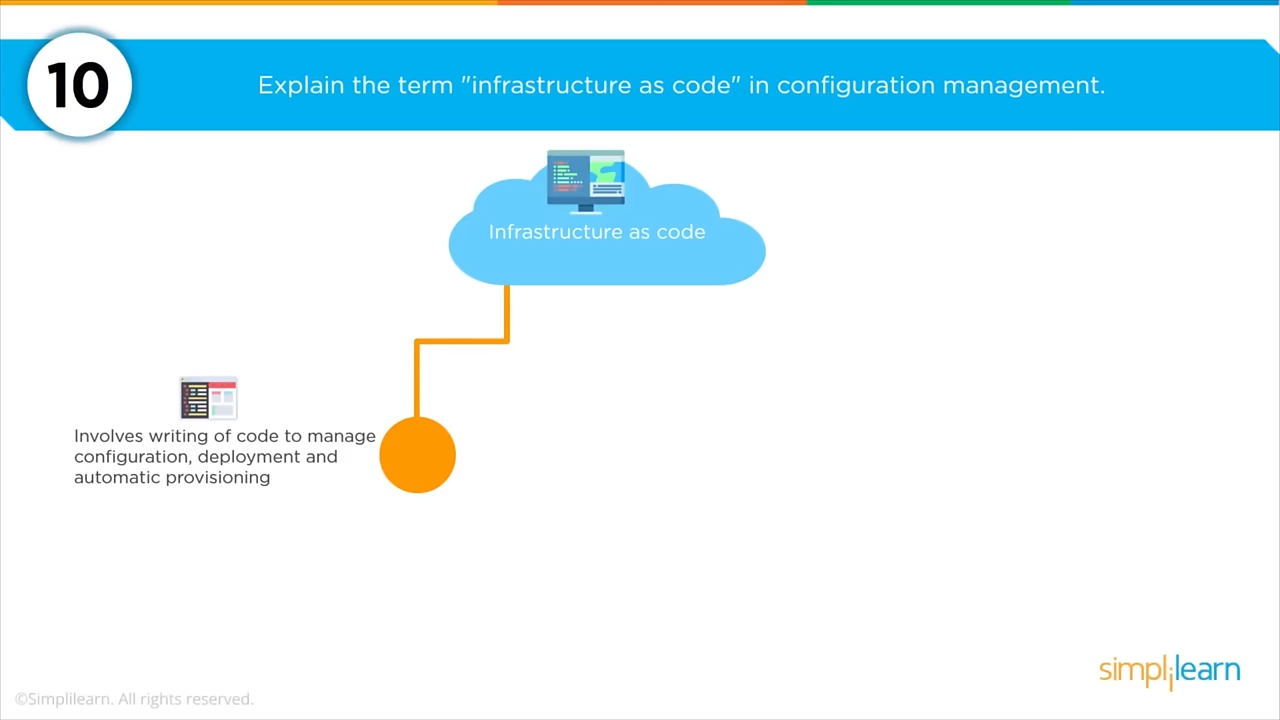 10
Explain the term "infrastructure as code" in configuration management.
Infrastructure as code
Involves writing of code to manage
configuration, deployment and
automatic provisioning
simplilearn
©Simplilearn. All rights reserved.